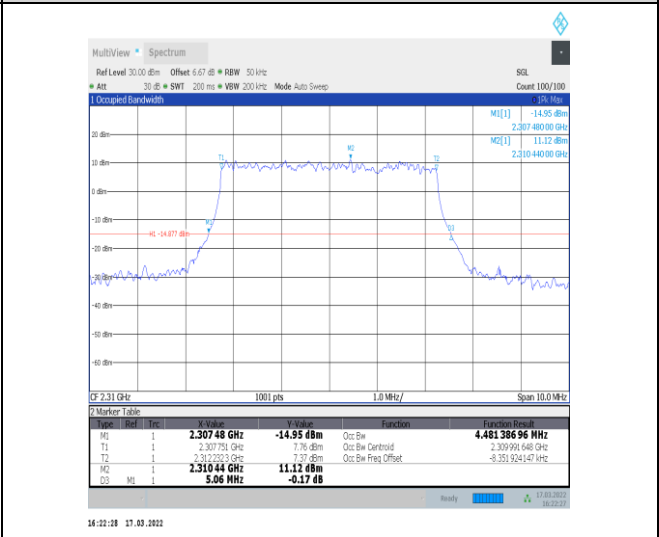 MultiView Spectrum
Ref Level 30.00 dBm Offset 6.67 dB RBW 50 kHz SGL
Att 30 dB SWT 200 ms VBW 200 kHz Mode Auto Sweep Count 100/100
1 Occupied Bandwidth 1Pk Max
M1[1] -14.95 dBm
2.307 480 00 GHz
M2[1] 11.12 dBm
2.310 440 00 GHz
20 dBm
M2
T1 T2
10 dBm
0 dBm
-10 dBm
M1
H1 -14.877 dBm
D3
-20 dBm
-30 dBm
-40 dBm
-50 dBm
-60 dBm
CF 2.31 GHz 1001 pts 1.0 MHz/ Span 10.0 MHz
2 Marker Table
Type Ref Trc X-Value Y-Value Function Function Result
M1 1 2.307 48 GHz -14.95 dBm Occ Bw 4.481 386 96 MHz
T1 1 2.307751 GHz 7.76 dBm Occ Bw Centroid 2.309 991 648 GHz
T2 1 2.3122323 GHz 7.37 dBm Occ Bw Freq Offset -8.351 924 147 kHz
M2 1 2.310 44 GHz 11.12 dBm
D3 M1 1 5.06 MHz -0.17 dB
Ready 17.03.2022
16:22:27
16:22:28 17.03.2022